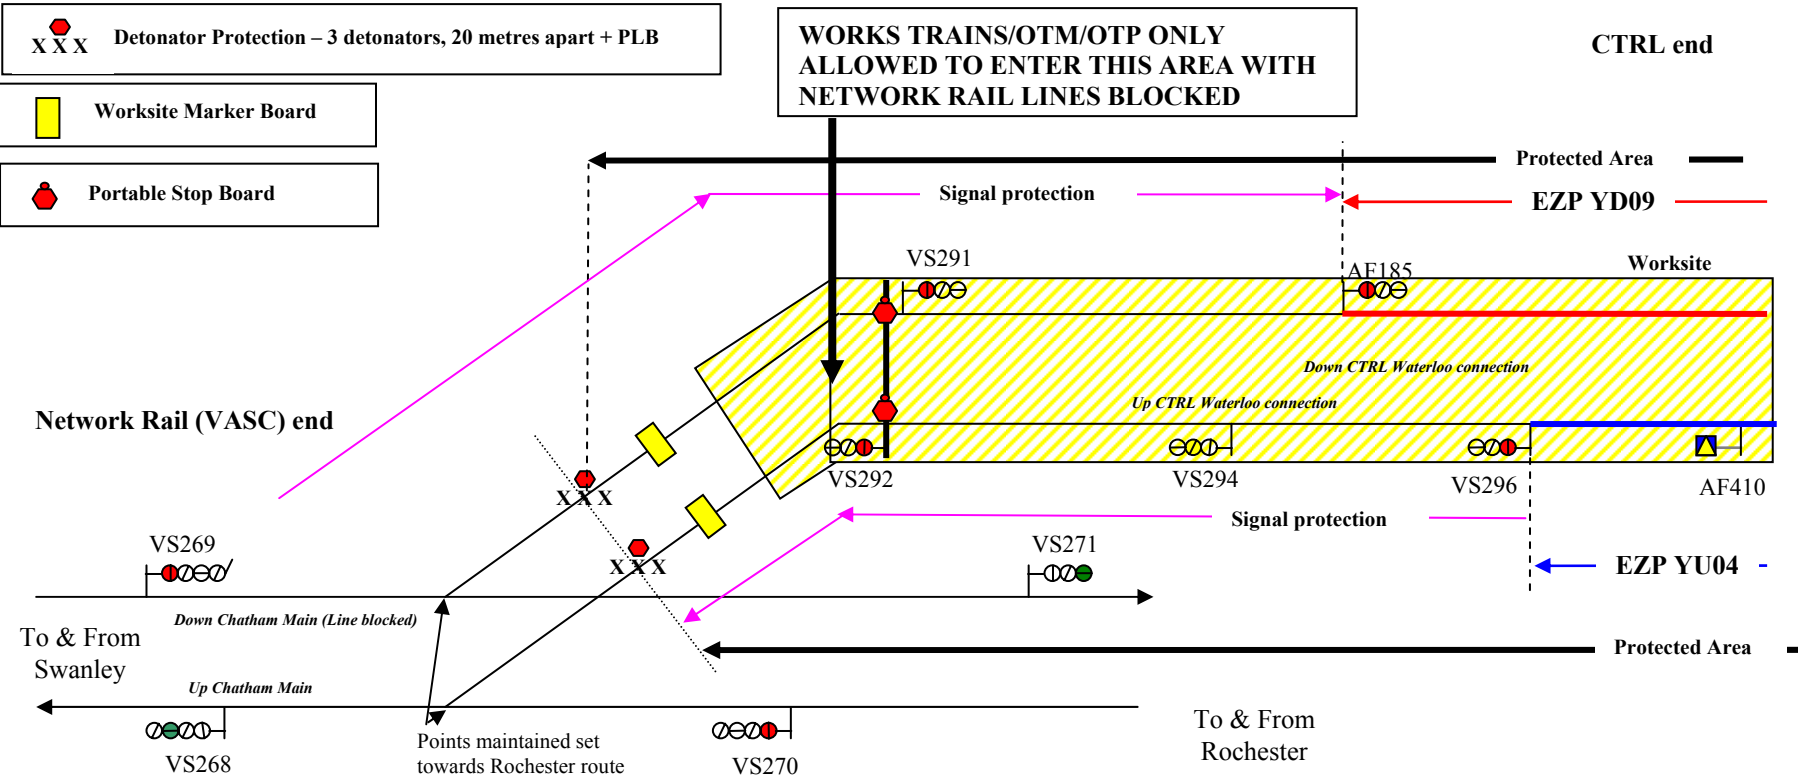 X X X
Detonator Protection – 3 detonators, 20 metres apart + PLB
Worksite Marker Board
Portable Stop Board
WORKS TRAINS/OTM/OTP ONLY
ALLOWED TO ENTER THIS AREA WITH
NETWORK RAIL LINES BLOCKED
CTRL end
Protected Area
Signal protection
EZP YD09
VS291
AF185
Worksite
Down CTRL Waterloo connection
Up CTRL Waterloo connection
Network Rail (VASC) end
VS292
VS294
VS296
AF410
X X X
Signal protection
VS269
X X X
VS271
EZP YU04
Down Chatham Main (Line blocked)
To & From
Swanley
Protected Area
Up Chatham Main
VS268
Points maintained set
towards Rochester route
VS270
To & From
Rochester